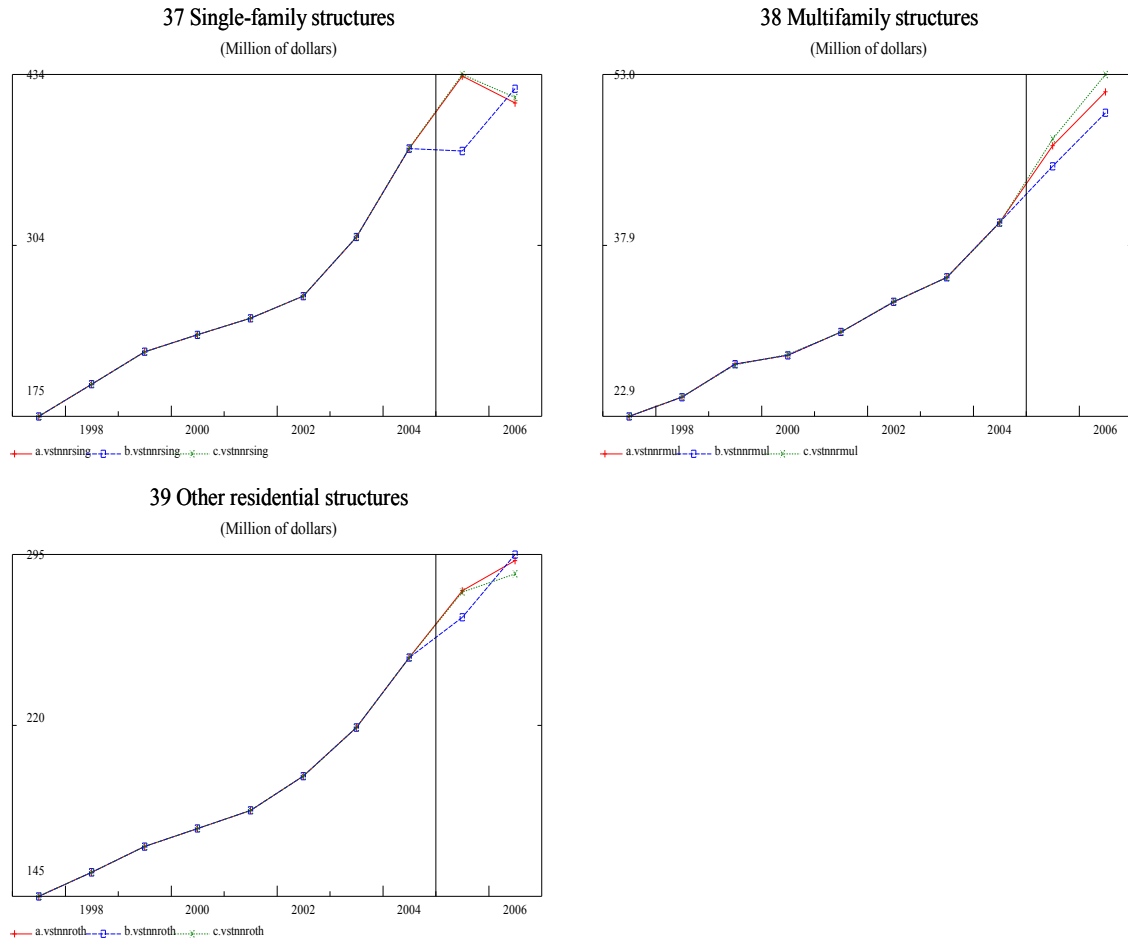 37 Single-family structures
(Million of dollars)
434
304
175
1998 2000 2002 2004 2006
a.vstnnrsing b.vstnnrsing c.vstnnrsing
38 Multifamily structures
(Million of dollars)
53.0
37.9
22.9
1998 2000 2002 2004 2006
a.vstnnrmul b.vstnnrmul c.vstnnrmul
39 Other residential structures
(Million of dollars)
295
220
145
1998 2000 2002 2004 2006
a.vstnnroth b.vstnnroth c.vstnnroth